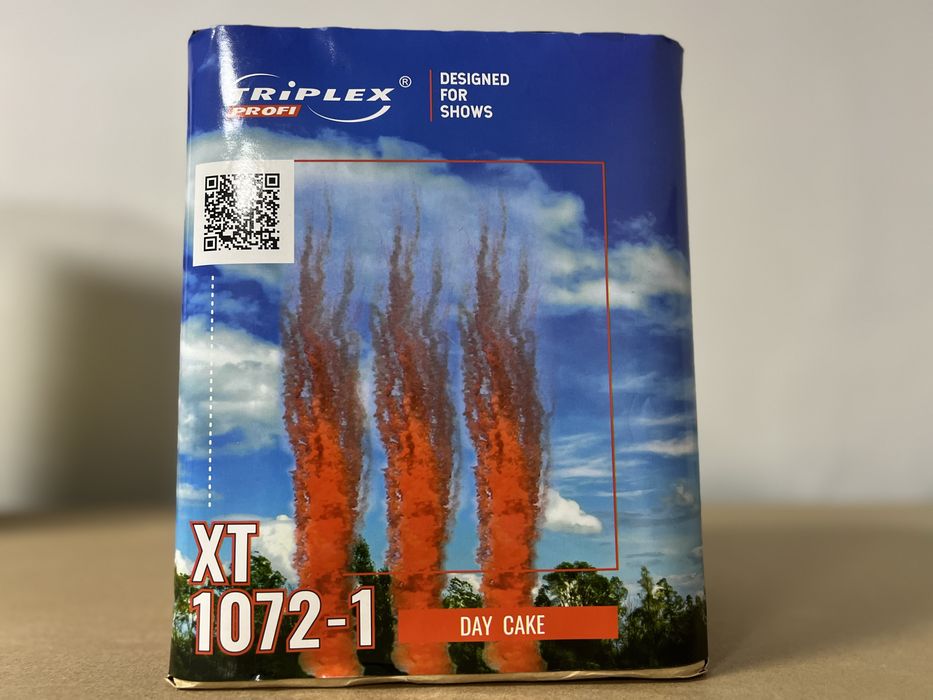 TRiPLEX®
PROFI
DESIGNED
FOR
SHOWS
XT
1072-1
DAY CAKE